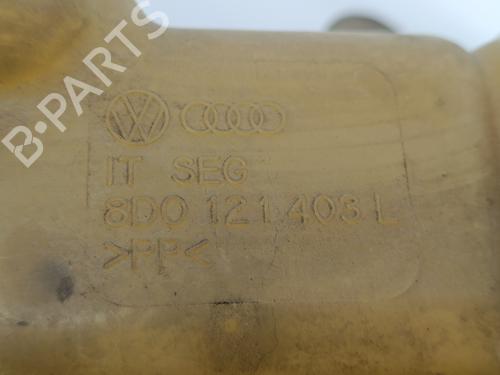 B-PARTS
IT SEG
8D0 121 403 L
>PP<